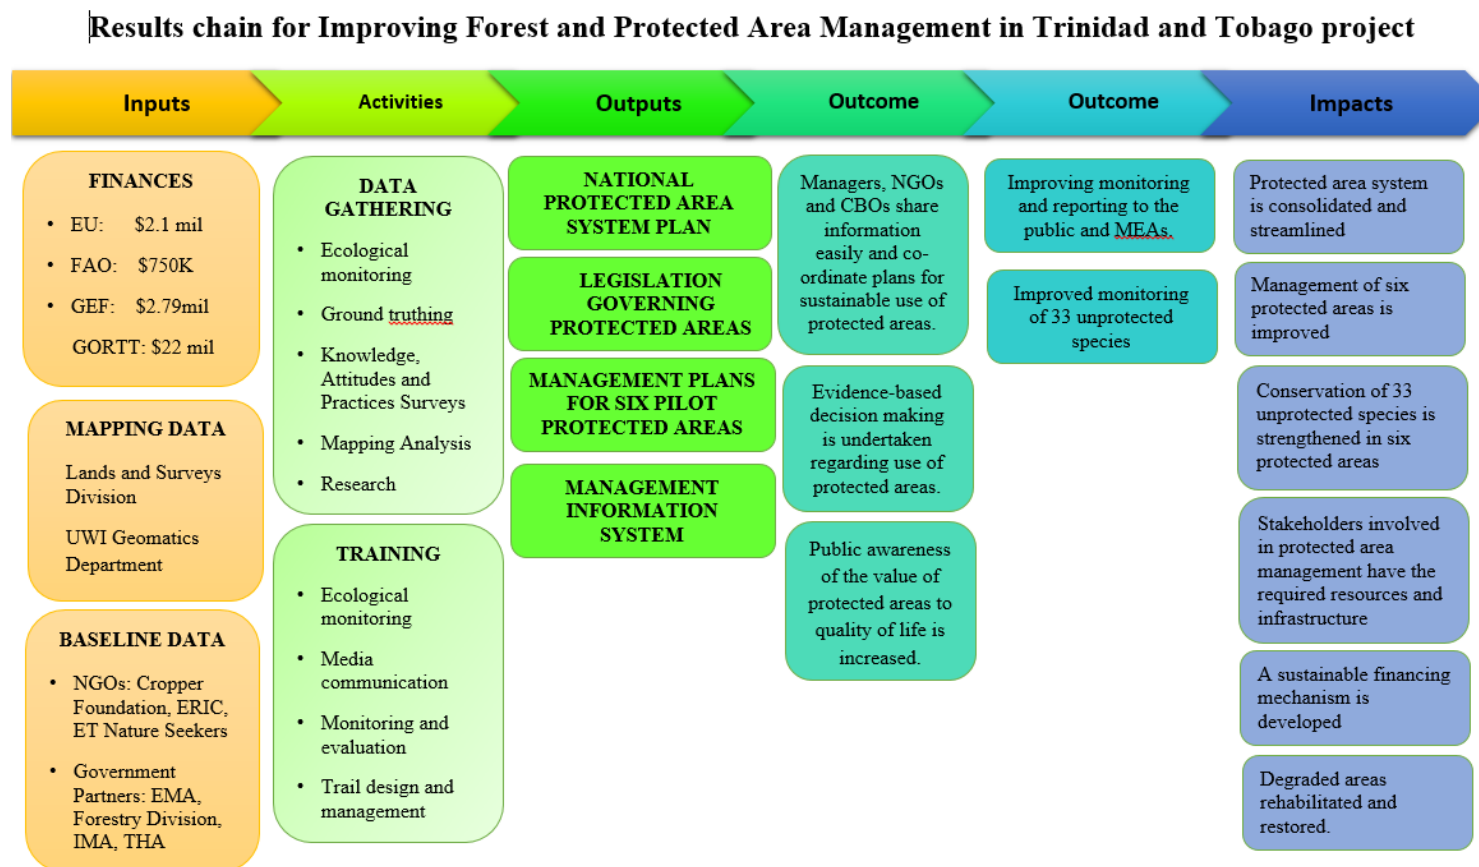 Results chain for Improving Forest and Protected Area Management in Trinidad and Tobago project
Inputs
Activities
Outputs
Outcome
Outcome
Impacts
FINANCES
• EU: $2.1 mil
• FAO: $750K
• GEF: $2.79mil
GORTT: $22 mil
MAPPING DATA
Lands and Surveys
Division
UWI Geomatics
Department
BASELINE DATA
• NGOs: Cropper
Foundation, ERIC,
ET Nature Seekers
• Government
Partners: EMA,
Forestry Division,
IMA, THA
DATA
GATHERING
• Ecological
monitoring
• Ground truthing
• Knowledge,
Attitudes and
Practices Surveys
• Mapping Analysis
• Research
TRAINING
• Ecological
monitoring
• Media
communication
• Monitoring and
evaluation
• Trail design and
management
NATIONAL
PROTECTED AREA
SYSTEM PLAN
LEGISLATION
GOVERNING
PROTECTED AREAS
MANAGEMENT PLANS
FOR SIX PILOT
PROTECTED AREAS
MANAGEMENT
INFORMATION
SYSTEM
Managers, NGOs
and CBOs share
information
easily and co-
ordinate plans for
sustainable use of
protected areas.
Evidence-based
decision making
is undertaken
regarding use of
protected areas.
Public awareness
of the value of
protected areas to
quality of life is
increased.
Improving monitoring
and reporting to the
public and MEAs.
Improved monitoring
of 33 unprotected
species
Protected area system
is consolidated and
streamlined
Management of six
protected areas is
improved
Conservation of 33
unprotected species is
strengthened in six
protected areas
Stakeholders involved
in protected area
management have the
required resources and
infrastructure
A sustainable financing
mechanism is
developed
Degraded areas
rehabilitated and
restored.